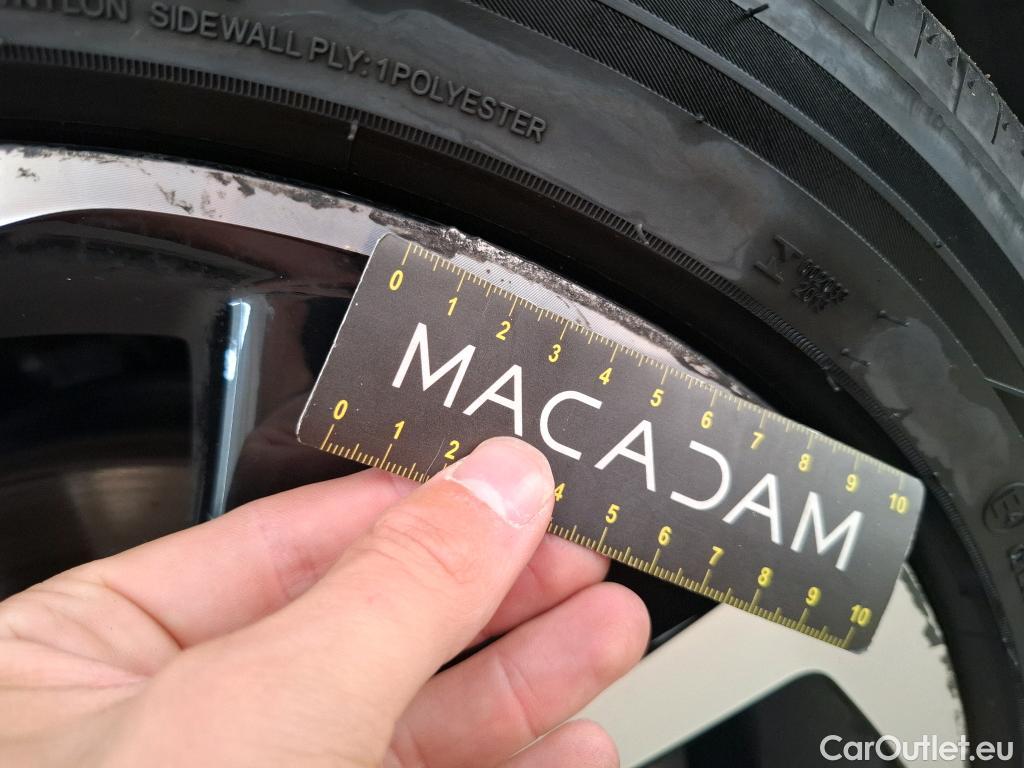 NYLON SIDEWALL PLY: 1 POLYESTER
0 1 2 3 4 5 6 7 8 9 10
MACADAM
0 1 2 4 5 6 7 8 9 10
CarOutlet.eu